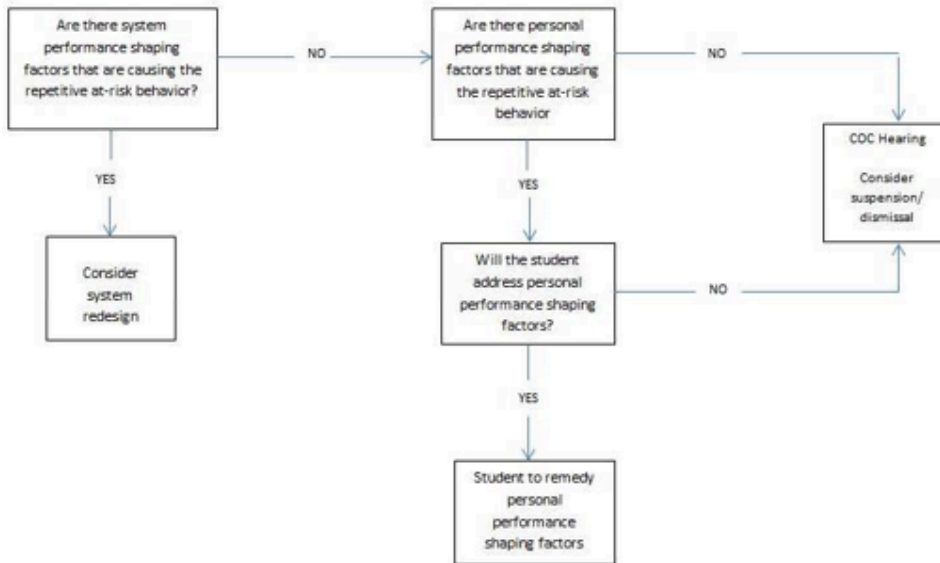 Are there system
performance shaping
factors that are causing the
repetitive at-risk behavior?
NO
Are there personal
performance shaping
factors that are causing
the repetitive at-risk
behavior
NO
COC Hearing
Consider
suspension/
dismissal
YES
YES
Consider
system
redesign
Will the student
address personal
performance shaping
factors?
NO
YES
Student to remedy
personal
performance
shaping factors